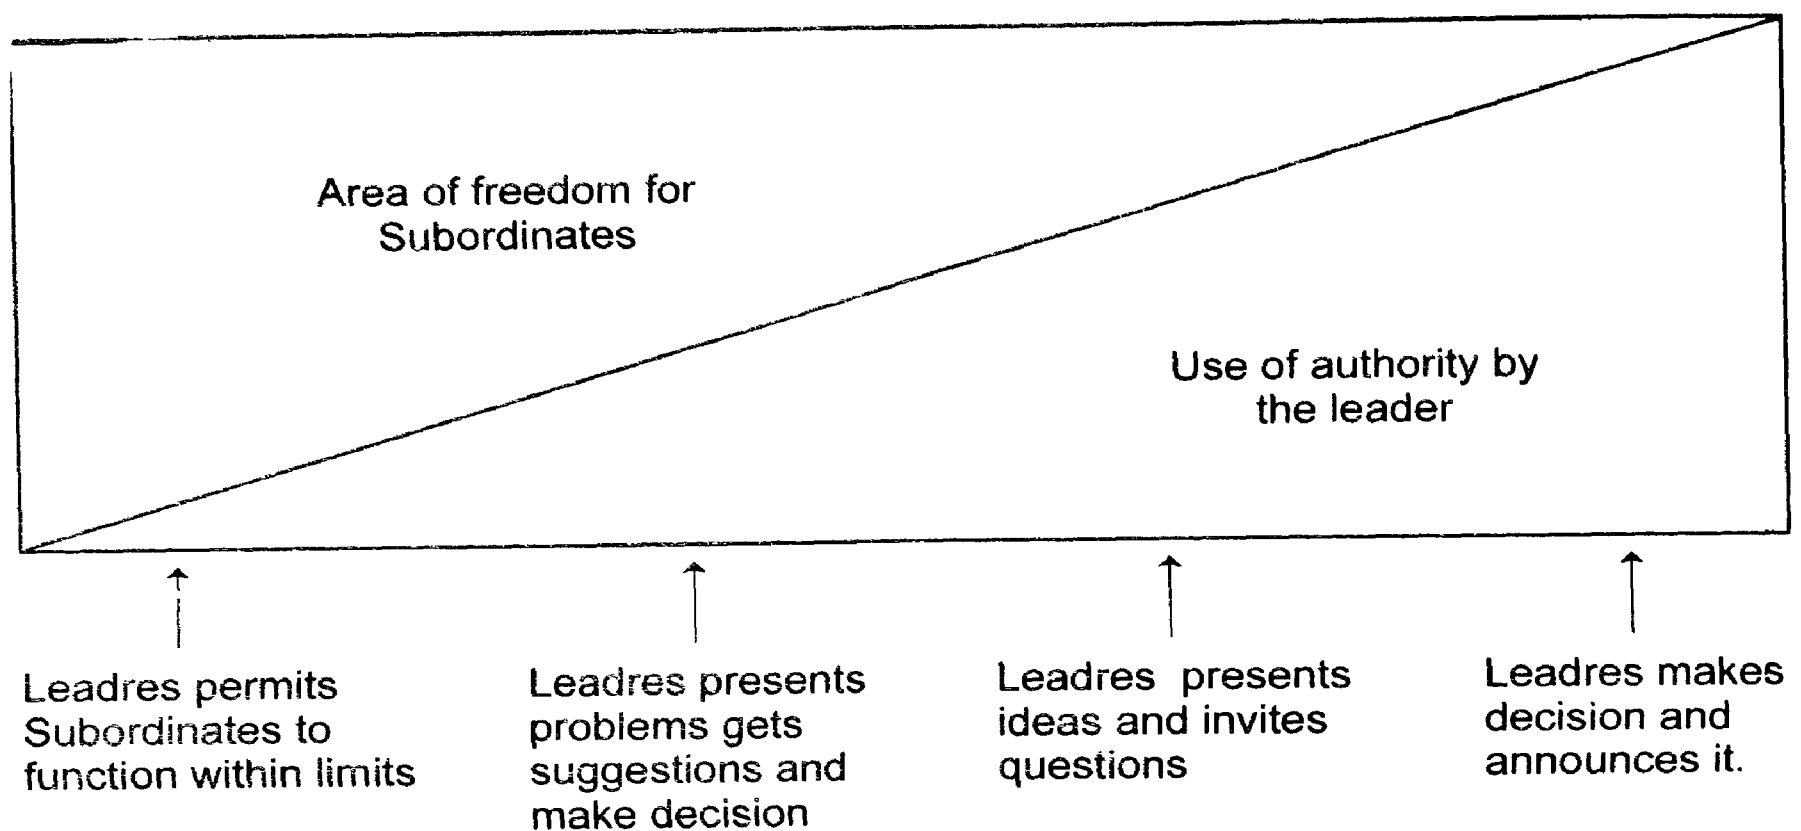 Area of freedom for
Subordinates
Use of authority by
the leader
Leadres permits
Subordinates to
function within limits
Leadres presents
problems gets
suggestions and
make decision
Leadres presents
ideas and invites
questions
Leadres makes
decision and
announces it.